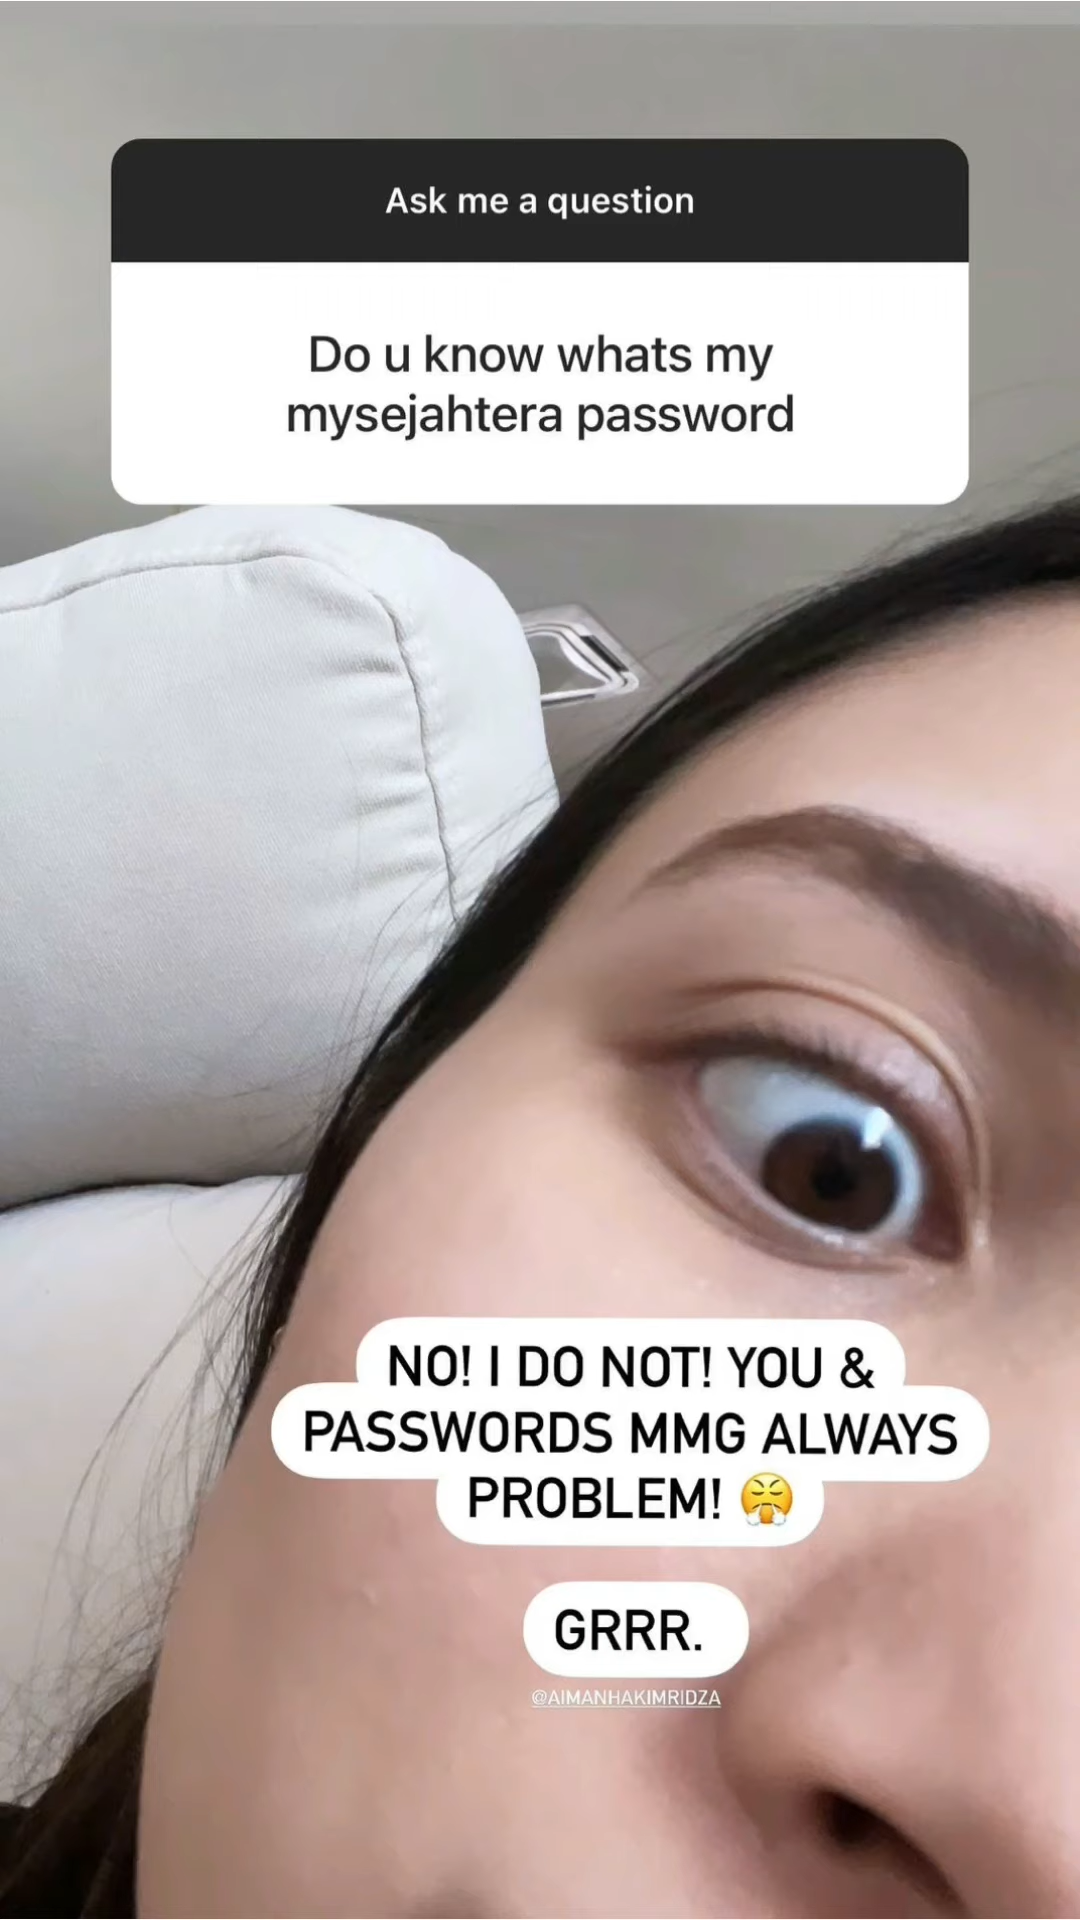 Ask me a question
Do u know whats my
mysejahtera password
NO! I DO NOT! YOU &
PASSWORDS MMG ALWAYS
PROBLEM! 😤
GRRR.
@AIMANHAKIMRIDZA